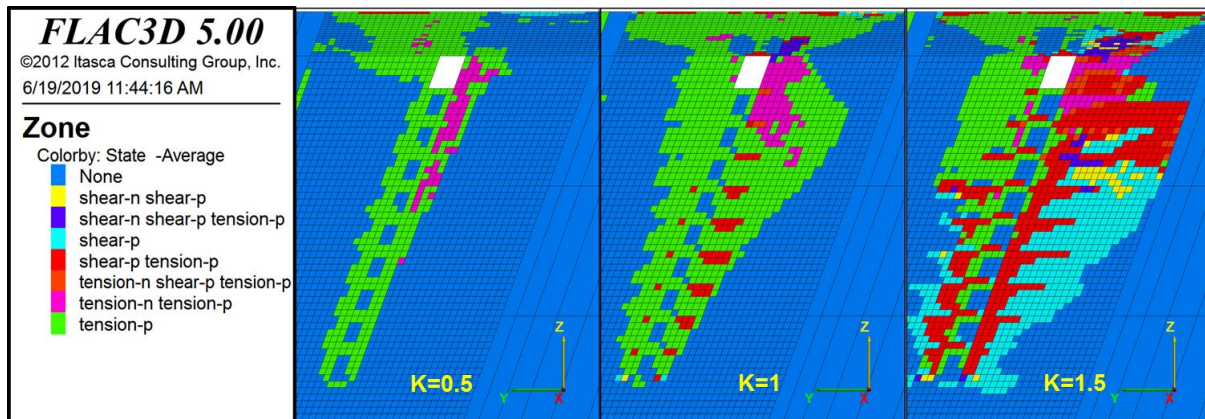 FLAC3D 5.00
©2012 Itasca Consulting Group, Inc.
6/19/2019 11:44:16 AM
Zone
Colorby: State -Average
None
shear-n shear-p
shear-n shear-p tension-p
shear-p
shear-p tension-p
tension-n shear-p tension-p
tension-n tension-p
tension-p
K=0.5
Z
Y
X
K=1
Z
Y
X
K=1.5
Z
Y
X